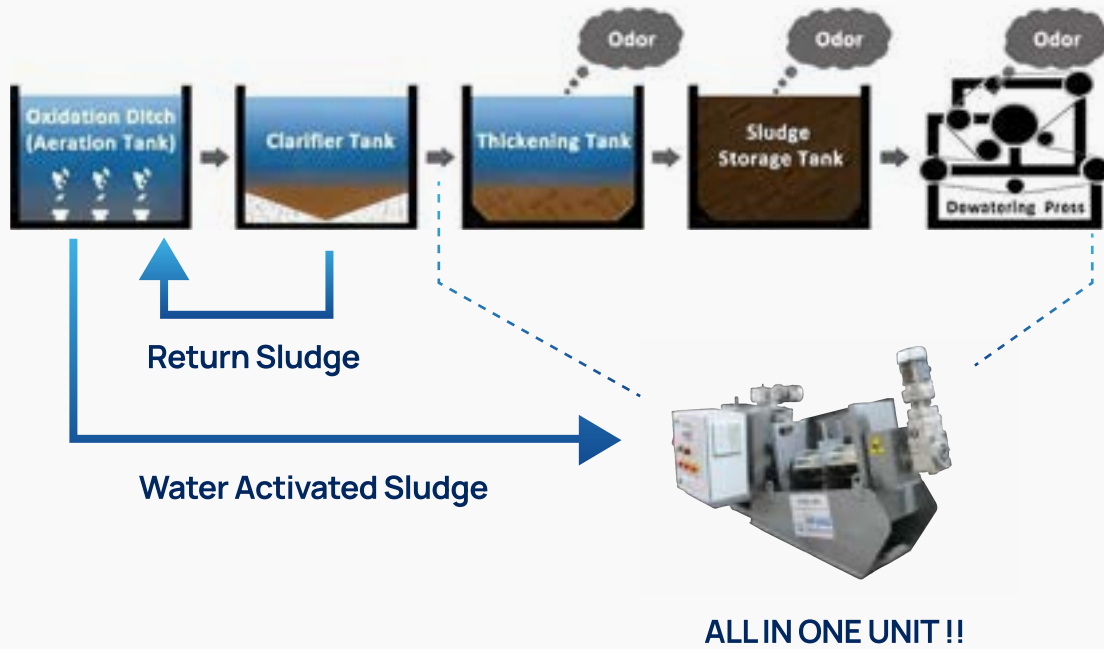 Odor
Odor
Odor
Oxidation Ditch
(Aeration Tank)
Clarifier Tank
Thickening Tank
Sludge
Storage Tank
Dewatering Press
Return Sludge
Water Activated Sludge
ALL IN ONE UNIT !!